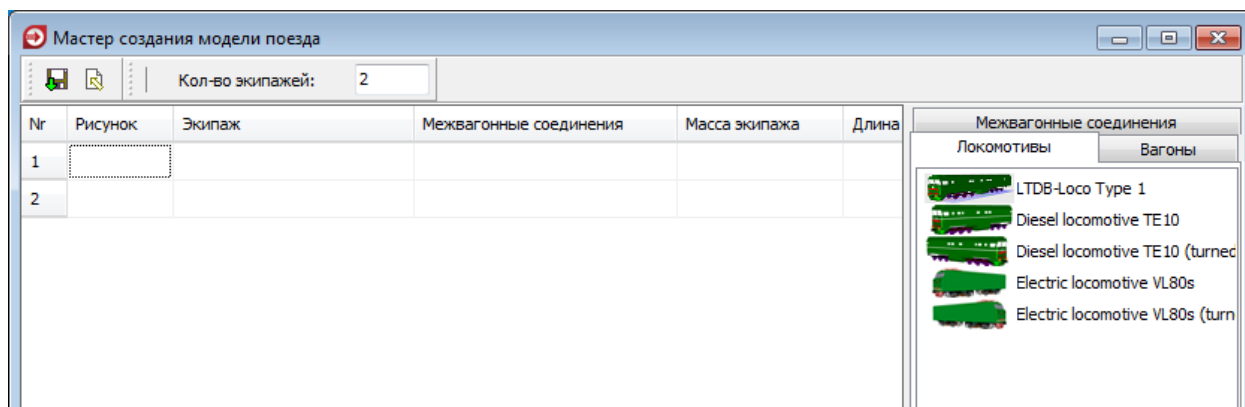 Мастер создания модели поезда
Кол-во экипажей: 2
Nr Рисунок Экипаж Межвагонные соединения Масса экипажа Длина
1
2
Межвагонные соединения
Локомотивы Вагоны
LTDB-Loco Type 1
Diesel locomotive TE10
Diesel locomotive TE10 (turned
Electric locomotive VL80s
Electric locomotive VL80s (turn